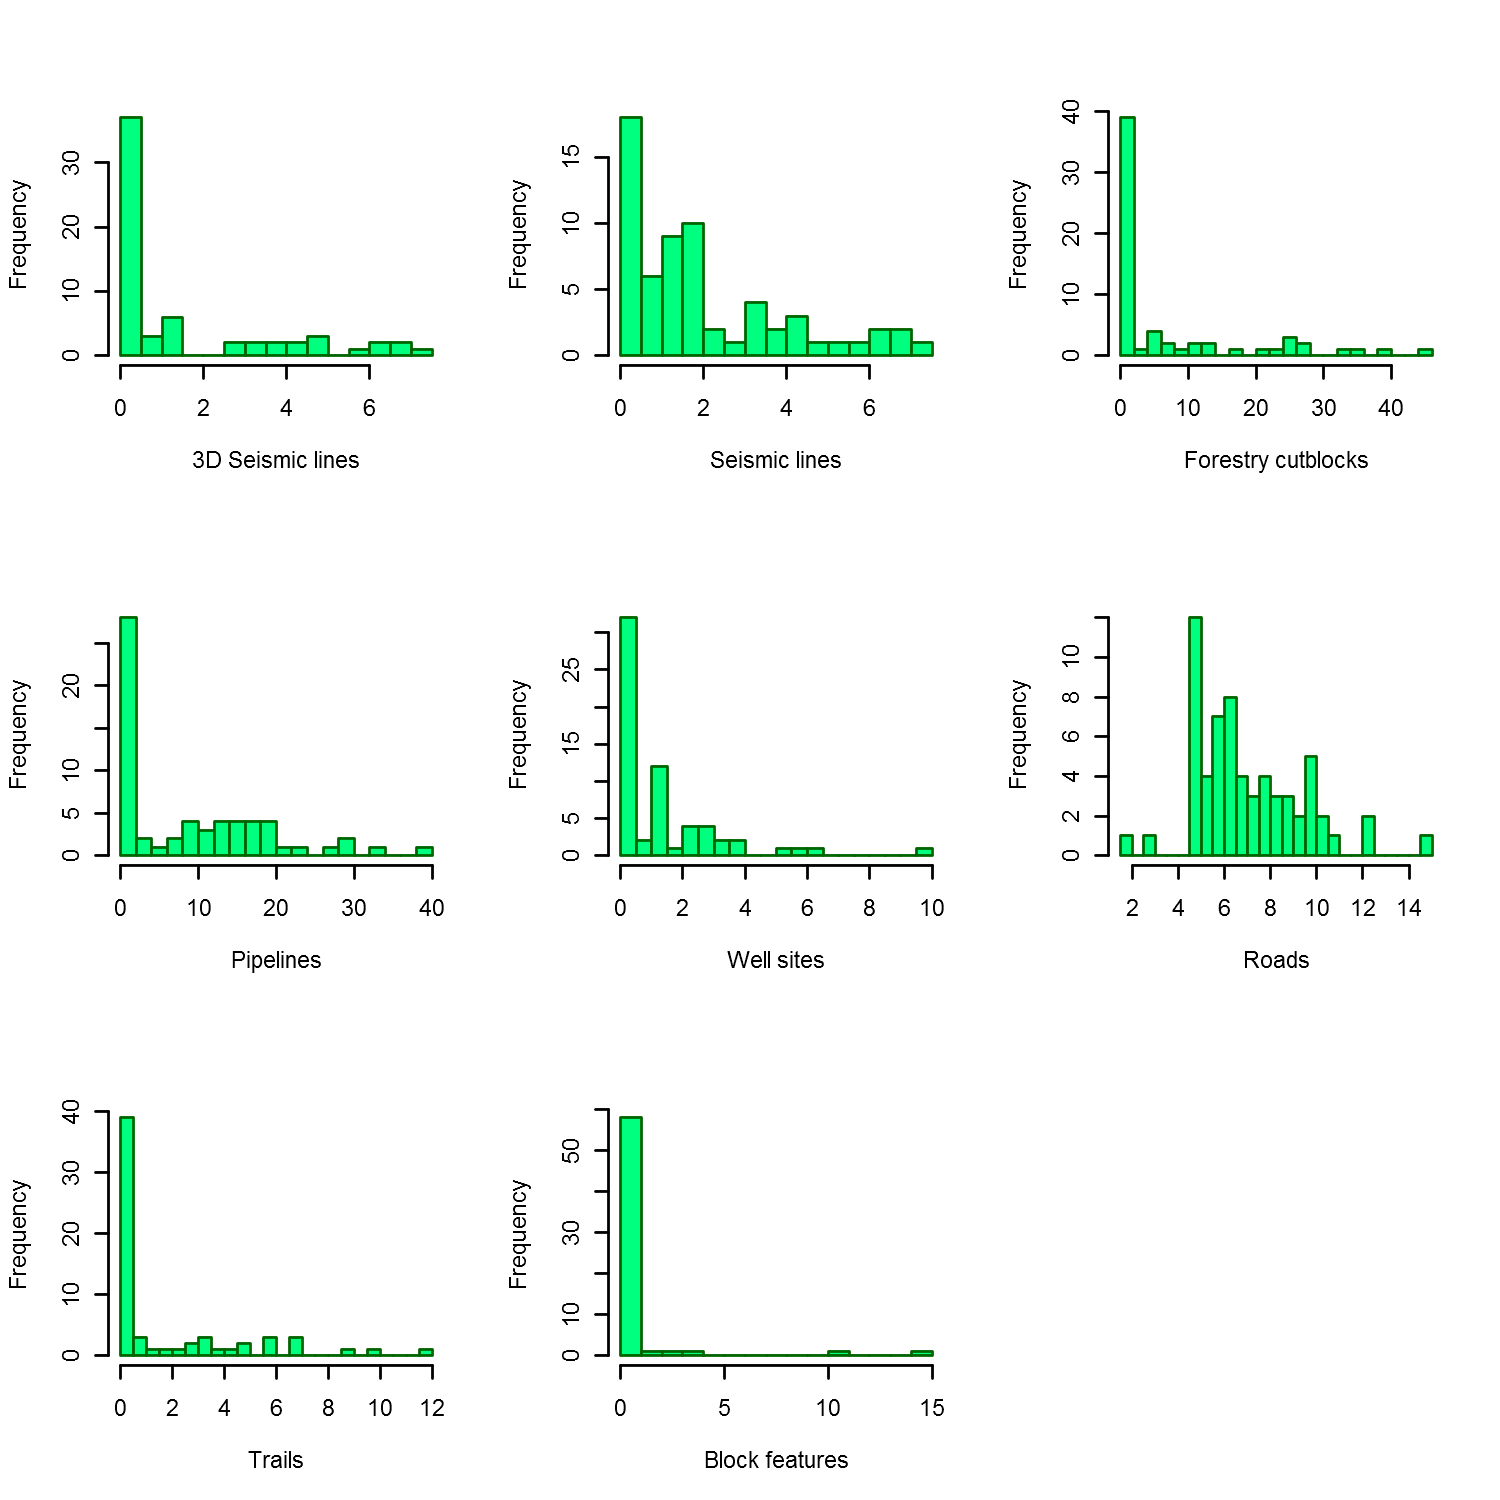 Frequency
0 10 20 30
0 2 4 6
3D Seismic lines
Frequency
0 5 10 15
0 2 4 6
Seismic lines
Frequency
0 10 20 30 40
0 10 20 30 40
Forestry cutblocks
Frequency
0 5 10 20
0 10 20 30 40
Pipelines
Frequency
0 5 15 25
0 2 4 6 8 10
Well sites
Frequency
0 2 4 6 8 10
2 4 6 8 10 12 14
Roads
Frequency
0 10 20 30 40
0 2 4 6 8 10 12
Trails
Frequency
0 10 30 50
0 5 10 15
Block features